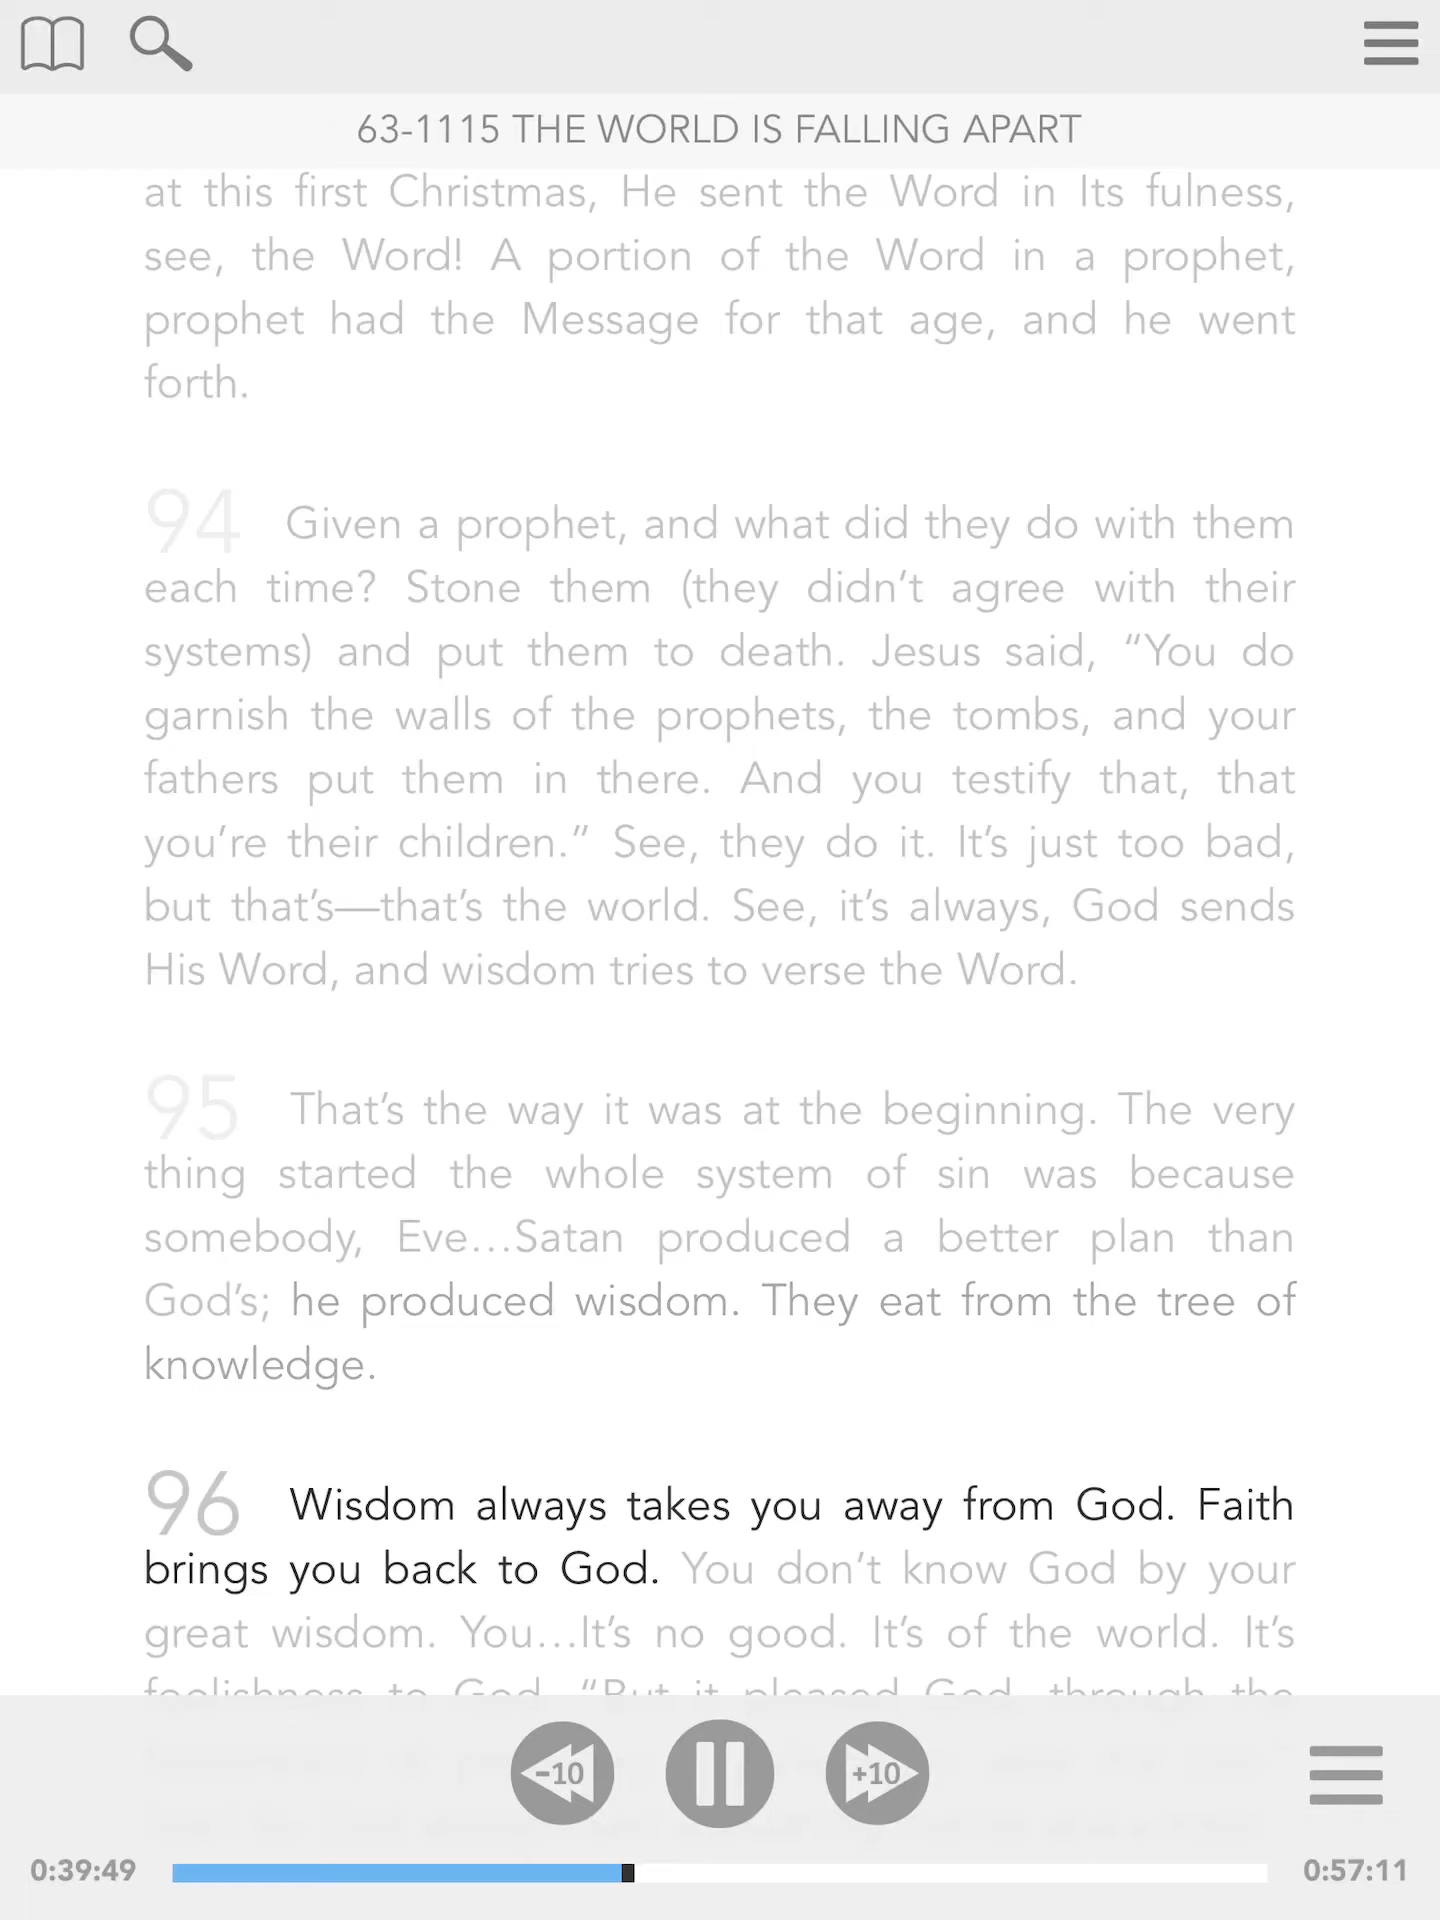 63-1115 THE WORLD IS FALLING APART
at this first Christmas, He sent the Word in Its fulness,
see, the Word! A portion of the Word in a prophet,
prophet had the Message for that age, and he went
forth.
94 Given a prophet, and what did they do with them
each time? Stone them (they didn’t agree with their
systems) and put them to death. Jesus said, “You do
garnish the walls of the prophets, the tombs, and your
fathers put them in there. And you testify that, that
you’re their children.” See, they do it. It’s just too bad,
but that’s—that’s the world. See, it’s always, God sends
His Word, and wisdom tries to verse the Word.
95 That’s the way it was at the beginning. The very
thing started the whole system of sin was because
somebody, Eve…Satan produced a better plan than
God’s; he produced wisdom. They eat from the tree of
knowledge.
96 Wisdom always takes you away from God. Faith
brings you back to God. You don’t know God by your
great wisdom. You…It’s no good. It’s of the world. It’s
foolishness to God. “But it pleased God, through the
-10 +10
0:39:49 0:57:11